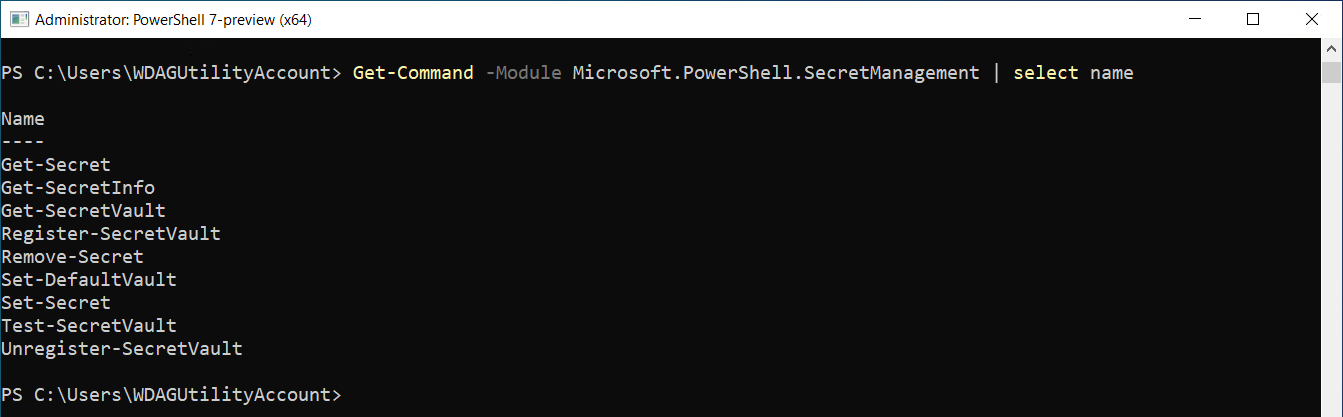 Administrator: PowerShell 7-preview (x64)
PS C:\Users\WDAGUtilityAccount> Get-Command -Module Microsoft.PowerShell.SecretManagement | select name
Name
----
Get-Secret
Get-SecretInfo
Get-SecretVault
Register-SecretVault
Remove-Secret
Set-DefaultVault
Set-Secret
Test-SecretVault
Unregister-SecretVault
PS C:\Users\WDAGUtilityAccount>